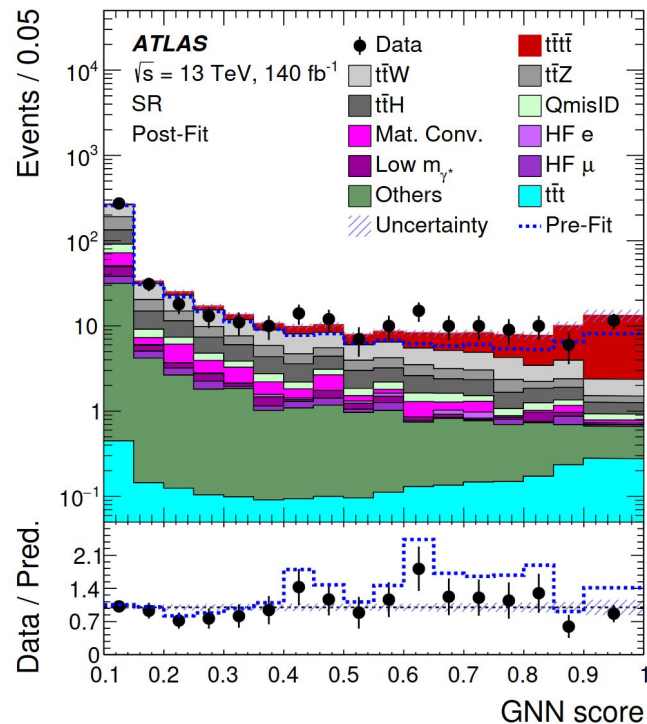 ATLAS
√s = 13 TeV, 140 fb⁻¹
SR
Post-Fit
Data
tt̄tt̄
tt̄W
tt̄Z
tt̄H
QmisID
Mat. Conv.
HF e
Low m_γ*
HF μ
Others
tt̄t
Uncertainty
Pre-Fit
Events / 0.05
10⁴
10³
10²
10
1
10⁻¹
Data / Pred.
2.1
1.4
0.7
0
0.1 0.2 0.3 0.4 0.5 0.6 0.7 0.8 0.9 1
GNN score